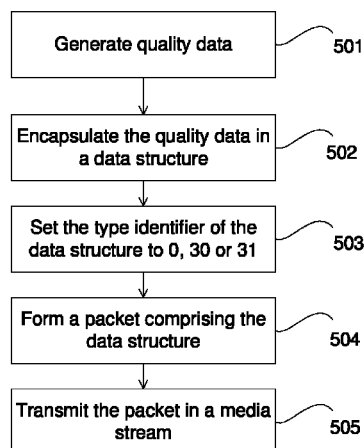 Generate quality data
501
Encapsulate the quality data in
a data structure
502
Set the type identifier of the
data structure to 0, 30 or 31
503
Form a packet comprising the
data structure
504
Transmit the packet in a media
stream
505